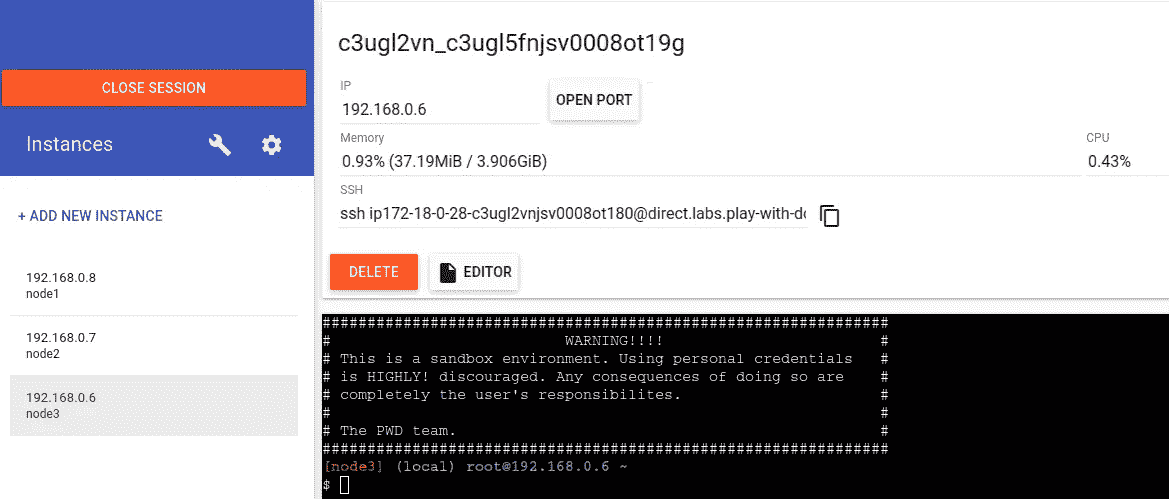 CLOSE SESSION
Instances
+ ADD NEW INSTANCE
192.168.0.8
node1
192.168.0.7
node2
192.168.0.6
node3
c3ugl2vn_c3ugl5fnjsv0008ot19g
IP
192.168.0.6
OPEN PORT
Memory
0.93% (37.19MiB / 3.906GiB)
CPU
0.43%
SSH
ssh ip172-18-0-28-c3ugl2vnjsv0008ot180@direct.labs.play-with-do
DELETE
EDITOR
###############################################################
# WARNING!!!! #
# This is a sandbox environment. Using personal credentials #
# is HIGHLY! discouraged. Any consequences of doing so are #
# completely the user's responsibilites. #
# #
# The PWD team. #
###############################################################
[node3] (local) root@192.168.0.6 ~
$